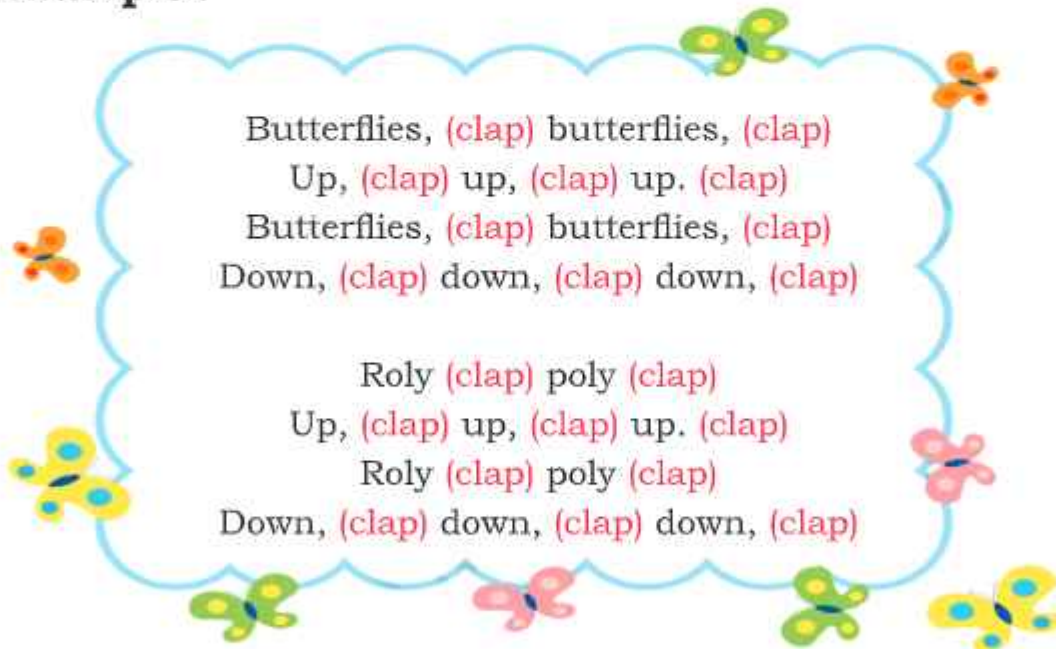 Butterflies, (clap) butterflies, (clap)
Up, (clap) up, (clap) up. (clap)
Butterflies, (clap) butterflies, (clap)
Down, (clap) down, (clap) down, (clap)
Roly (clap) poly (clap)
Up, (clap) up, (clap) up. (clap)
Roly (clap) poly (clap)
Down, (clap) down, (clap) down, (clap)